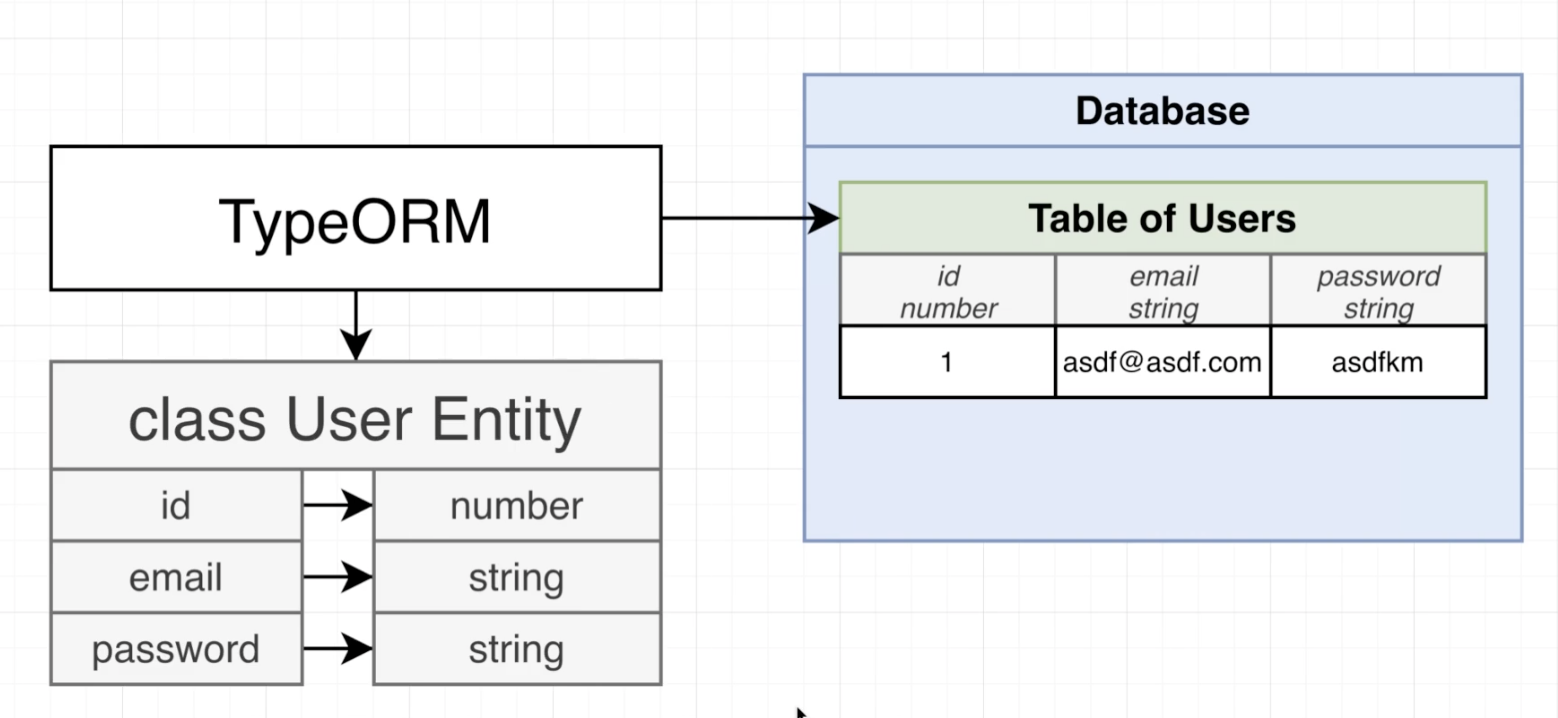 TypeORM
class User Entity
id
number
email
string
password
string
Database
Table of Users
id
number
email
string
password
string
1
asdf@asdf.com
asdfkm